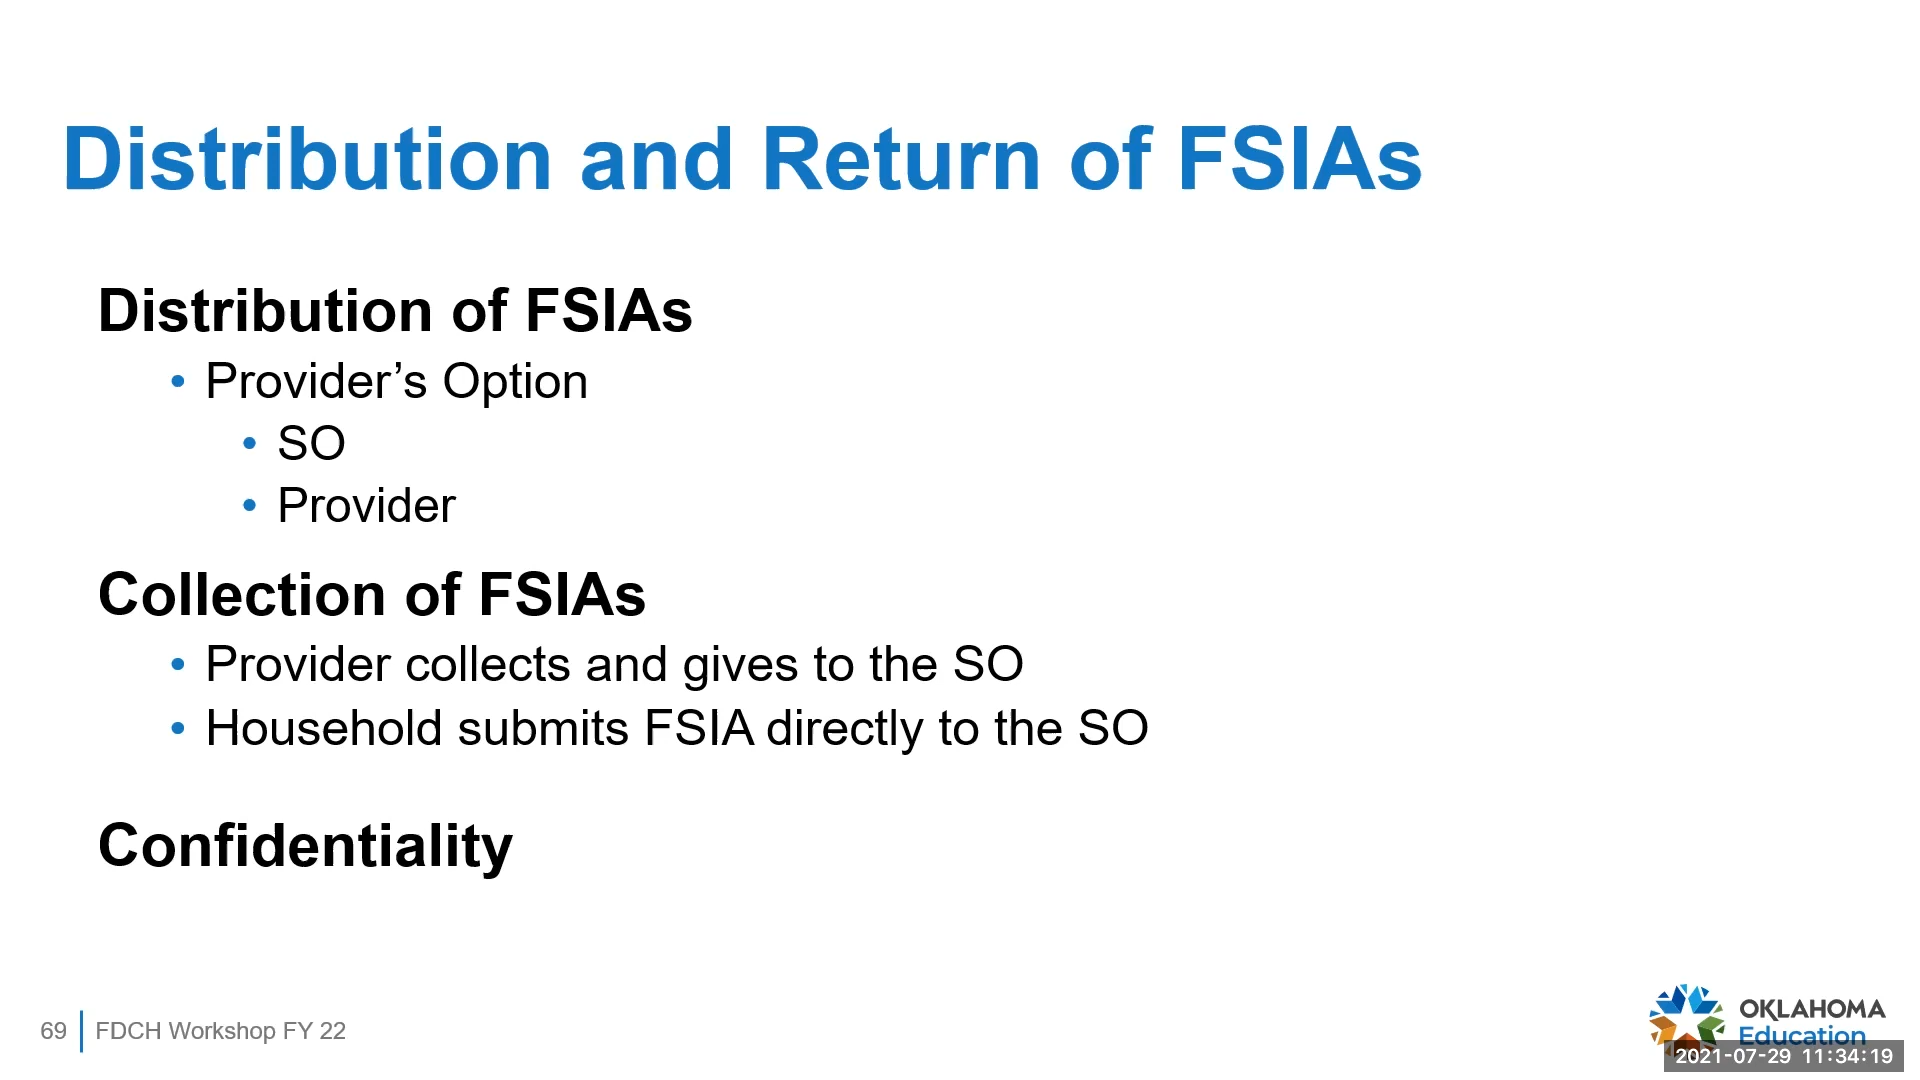 Distribution and Return of FSIAs
Distribution of FSIAs
• Provider’s Option
• SO
• Provider
Collection of FSIAs
• Provider collects and gives to the SO
• Household submits FSIA directly to the SO
Confidentiality
69 FDCH Workshop FY 22
OKLAHOMA
Education
2021-07-29 11:34:19